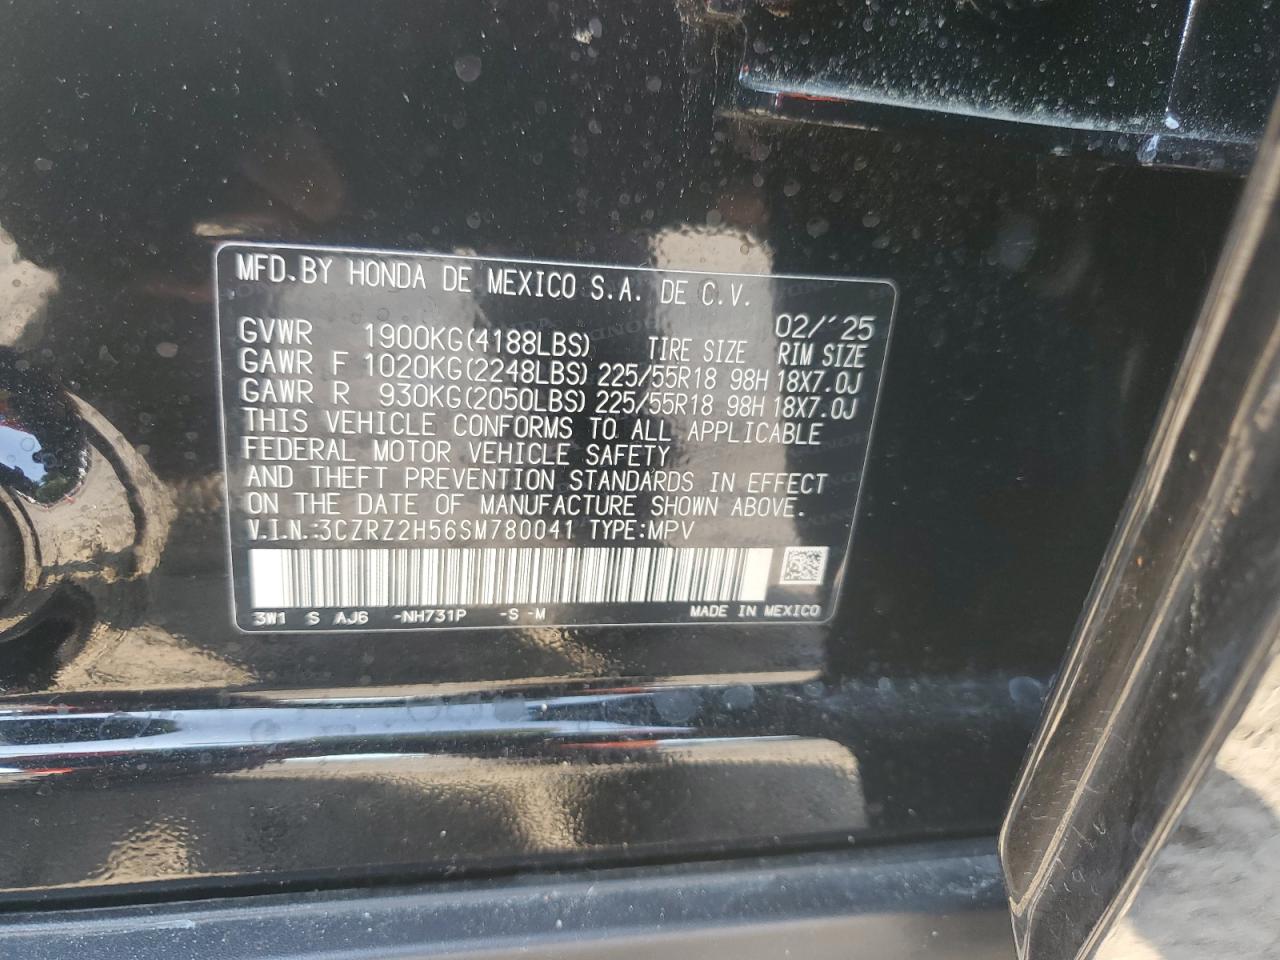 MFD.BY HONDA DE MEXICO S.A. DE C.V.
02/'25
GVWR 1900KG(4188LBS) TIRE SIZE RIM SIZE
GAWR F 1020KG(2248LBS) 225/55R18 98H 18X7.0J
GAWR R 930KG(2050LBS) 225/55R18 98H 18X7.0J
THIS VEHICLE CONFORMS TO ALL APPLICABLE
FEDERAL MOTOR VEHICLE SAFETY
AND THEFT PREVENTION STANDARDS IN EFFECT
ON THE DATE OF MANUFACTURE SHOWN ABOVE.
V.I.N.:3CZRZ2H56SM780041 TYPE:MPV
3W1 S AJ6 -NH731P -S -M MADE IN MEXICO